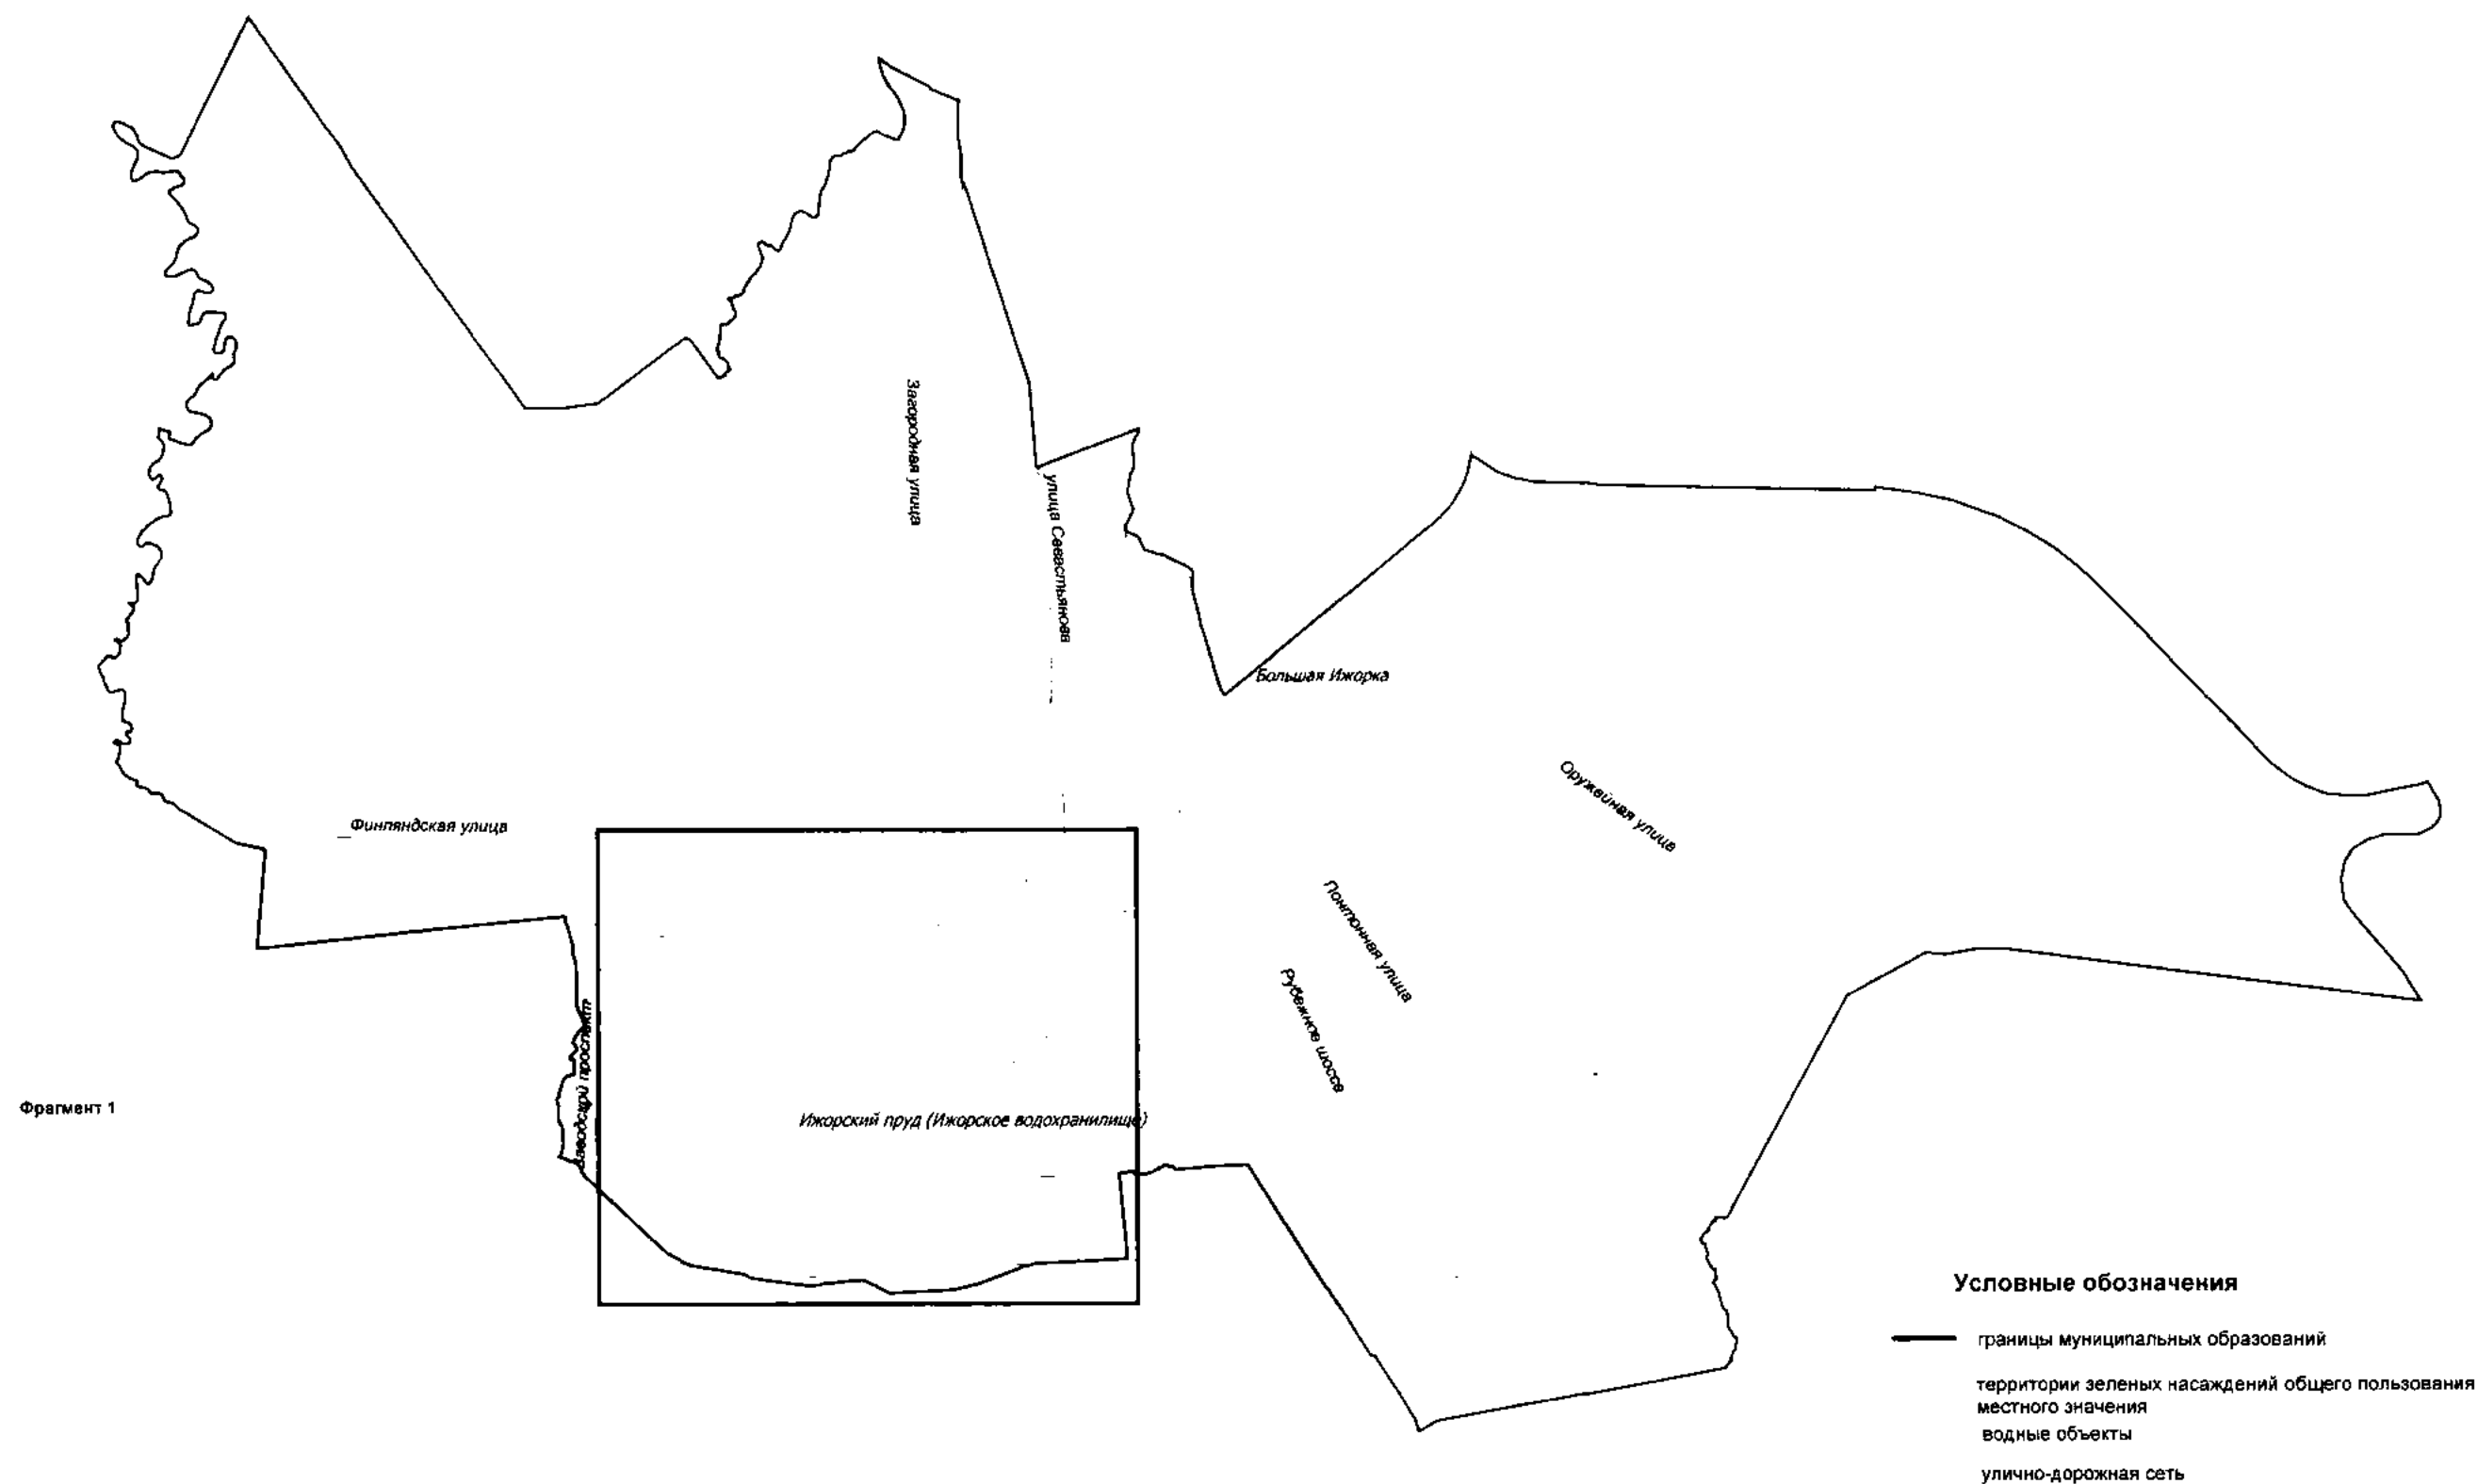 Загородная улица
улица Севастьянова
Большая Ижорка
Оружейная улица
Финляндская улица
Понтонная улица
Рубежное шоссе
Заводской проспект
Фрагмент 1
Ижорский пруд (Ижорское водохранилище)
Условные обозначения
границы муниципальных образований
территории зеленых насаждений общего пользования
местного значения
водные объекты
улично-дорожная сеть